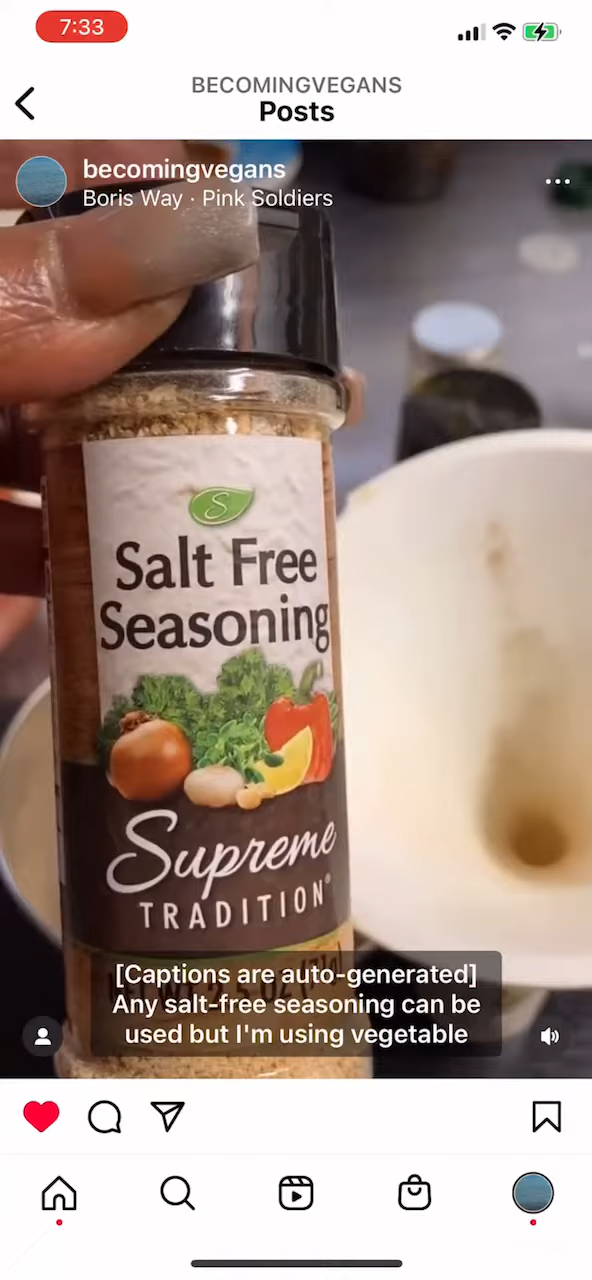 7:33
BECOMINGVEGANS
Posts
becomingvegans
Boris Way · Pink Soldiers
S
Salt Free
Seasoning
Supreme
TRADITION®
[Captions are auto-generated]
Any salt-free seasoning can be
used but I'm using vegetable